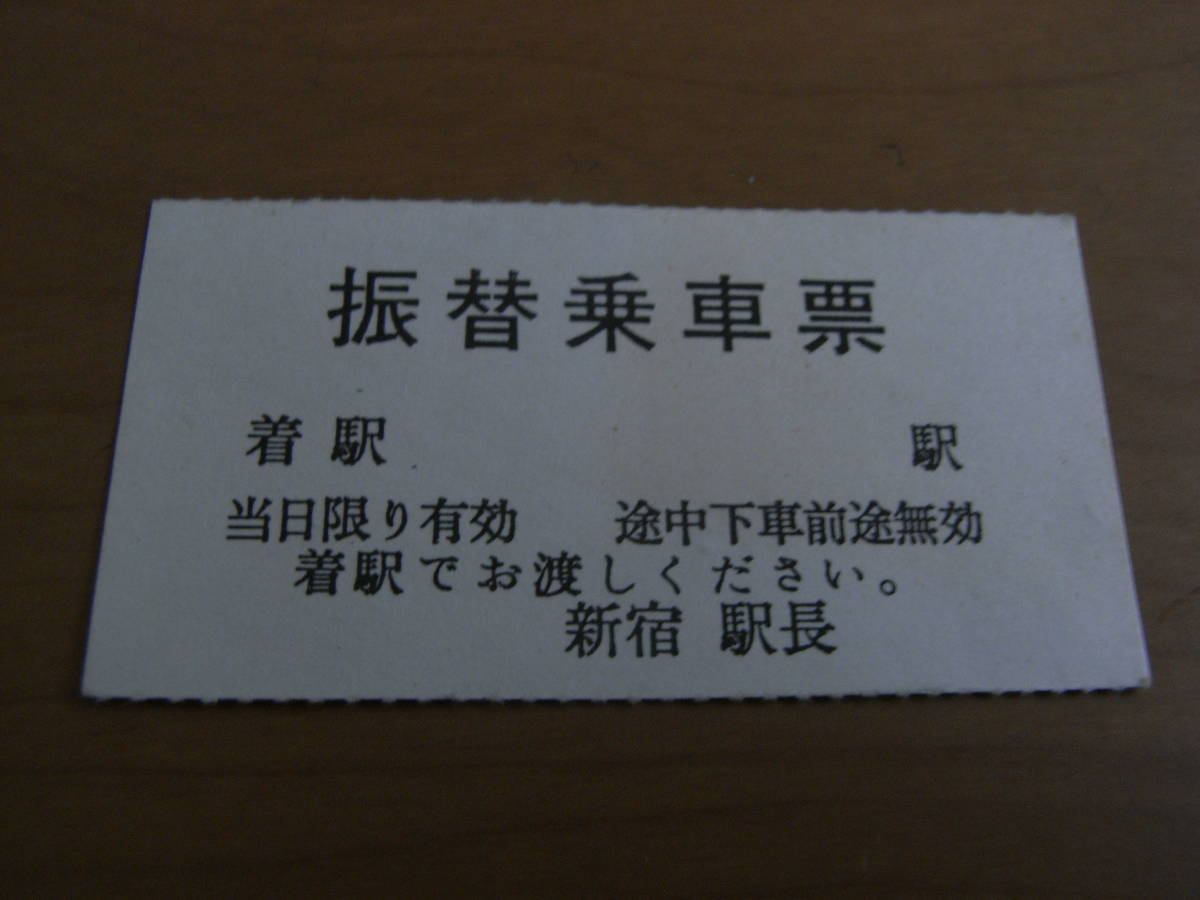 振替乗車票
着駅 駅
当日限り有効 途中下車前途無効
着駅でお渡しください。
新宿 駅長